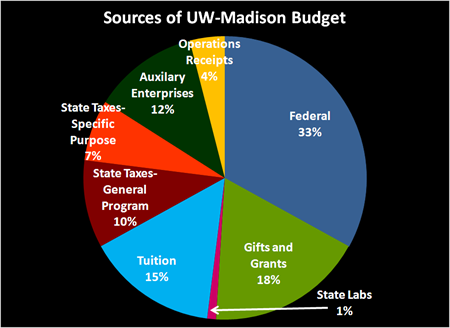 Sources of UW-Madison Budget
Operations
Receipts
4%
Auxilary
Enterprises
12%
Federal
33%
State Taxes-
Specific
Purpose
7%
State Taxes-
General
Program
10%
Tuition
15%
Gifts and
Grants
18%
State Labs
1%